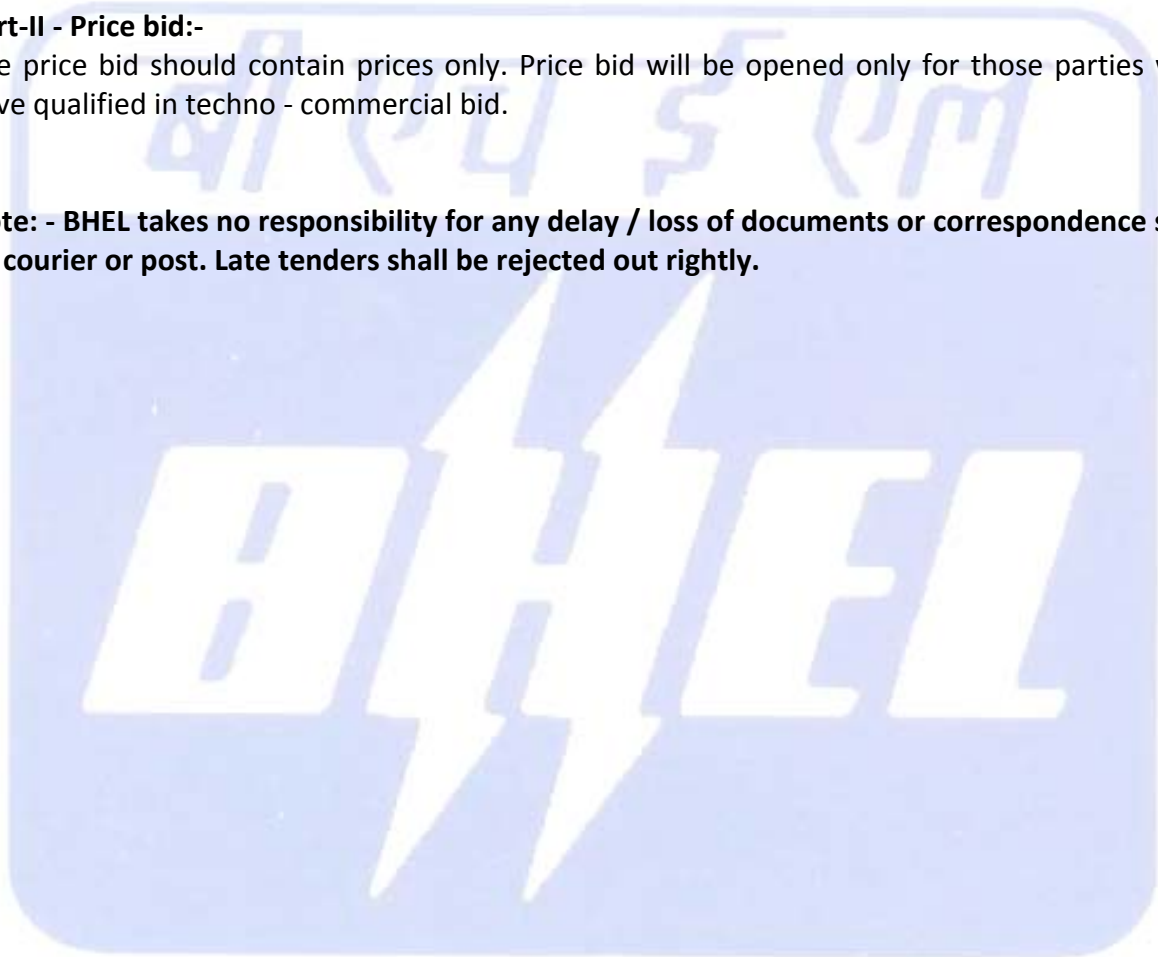 rt-II - Price bid:-
e price bid should contain prices only. Price bid will be opened only for those parties w
ve qualified in techno - commercial bid.
बी एच ई एल
te: - BHEL takes no responsibility for any delay / loss of documents or correspondence s
courier or post. Late tenders shall be rejected out rightly.
BHEL